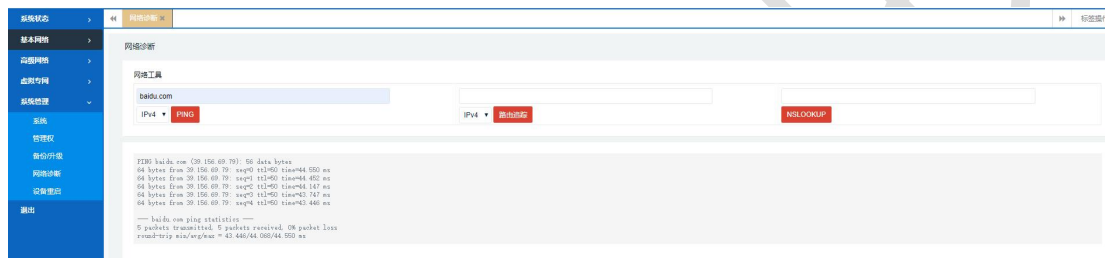 系统状态
网络诊断 ×
标签操作
基本网络
网络诊断
高级网络
虚拟专网
网络工具
系统管理
baidu.com
IPv4 PING
IPv4 路由追踪
NSLOOKUP
系统
管理权
备份/升级
网络诊断
设备重启
退出
PING baidu.com (39.156.69.79): 56 data bytes
64 bytes from 39.156.69.79: seq=0 ttl=50 time=44.550 ms
64 bytes from 39.156.69.79: seq=1 ttl=50 time=44.452 ms
64 bytes from 39.156.69.79: seq=2 ttl=50 time=44.147 ms
64 bytes from 39.156.69.79: seq=3 ttl=50 time=43.747 ms
64 bytes from 39.156.69.79: seq=4 ttl=50 time=43.446 ms
--- baidu.com ping statistics ---
5 packets transmitted, 5 packets received, 0% packet loss
round-trip min/avg/max = 43.446/44.068/44.550 ms